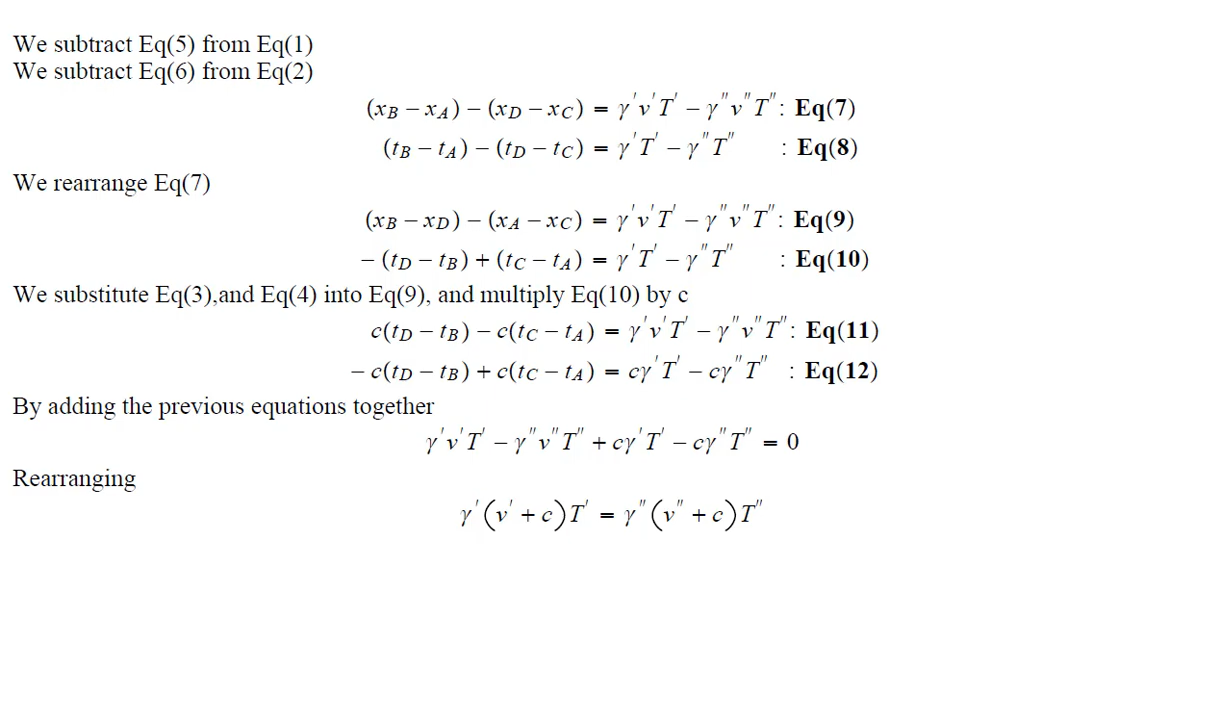 We subtract Eq(5) from Eq(1)
We subtract Eq(6) from Eq(2)
(x_B − x_A) − (x_D − x_C) = γ′v′T′ − γ″v″T″: Eq(7)
(t_B − t_A) − (t_D − t_C) = γ′T′ − γ″T″ : Eq(8)
We rearrange Eq(7)
(x_B − x_D) − (x_A − x_C) = γ′v′T′ − γ″v″T″: Eq(9)
− (t_D − t_B) + (t_C − t_A) = γ′T′ − γ″T″ : Eq(10)
We substitute Eq(3),and Eq(4) into Eq(9), and multiply Eq(10) by c
c(t_D − t_B) − c(t_C − t_A) = γ′v′T′ − γ″v″T″: Eq(11)
− c(t_D − t_B) + c(t_C − t_A) = cγ′T′ − cγ″T″ : Eq(12)
By adding the previous equations together
γ′v′T′ − γ″v″T″ + cγ′T′ − cγ″T″ = 0
Rearranging
γ′(v′ + c)T′ = γ″(v″ + c)T″